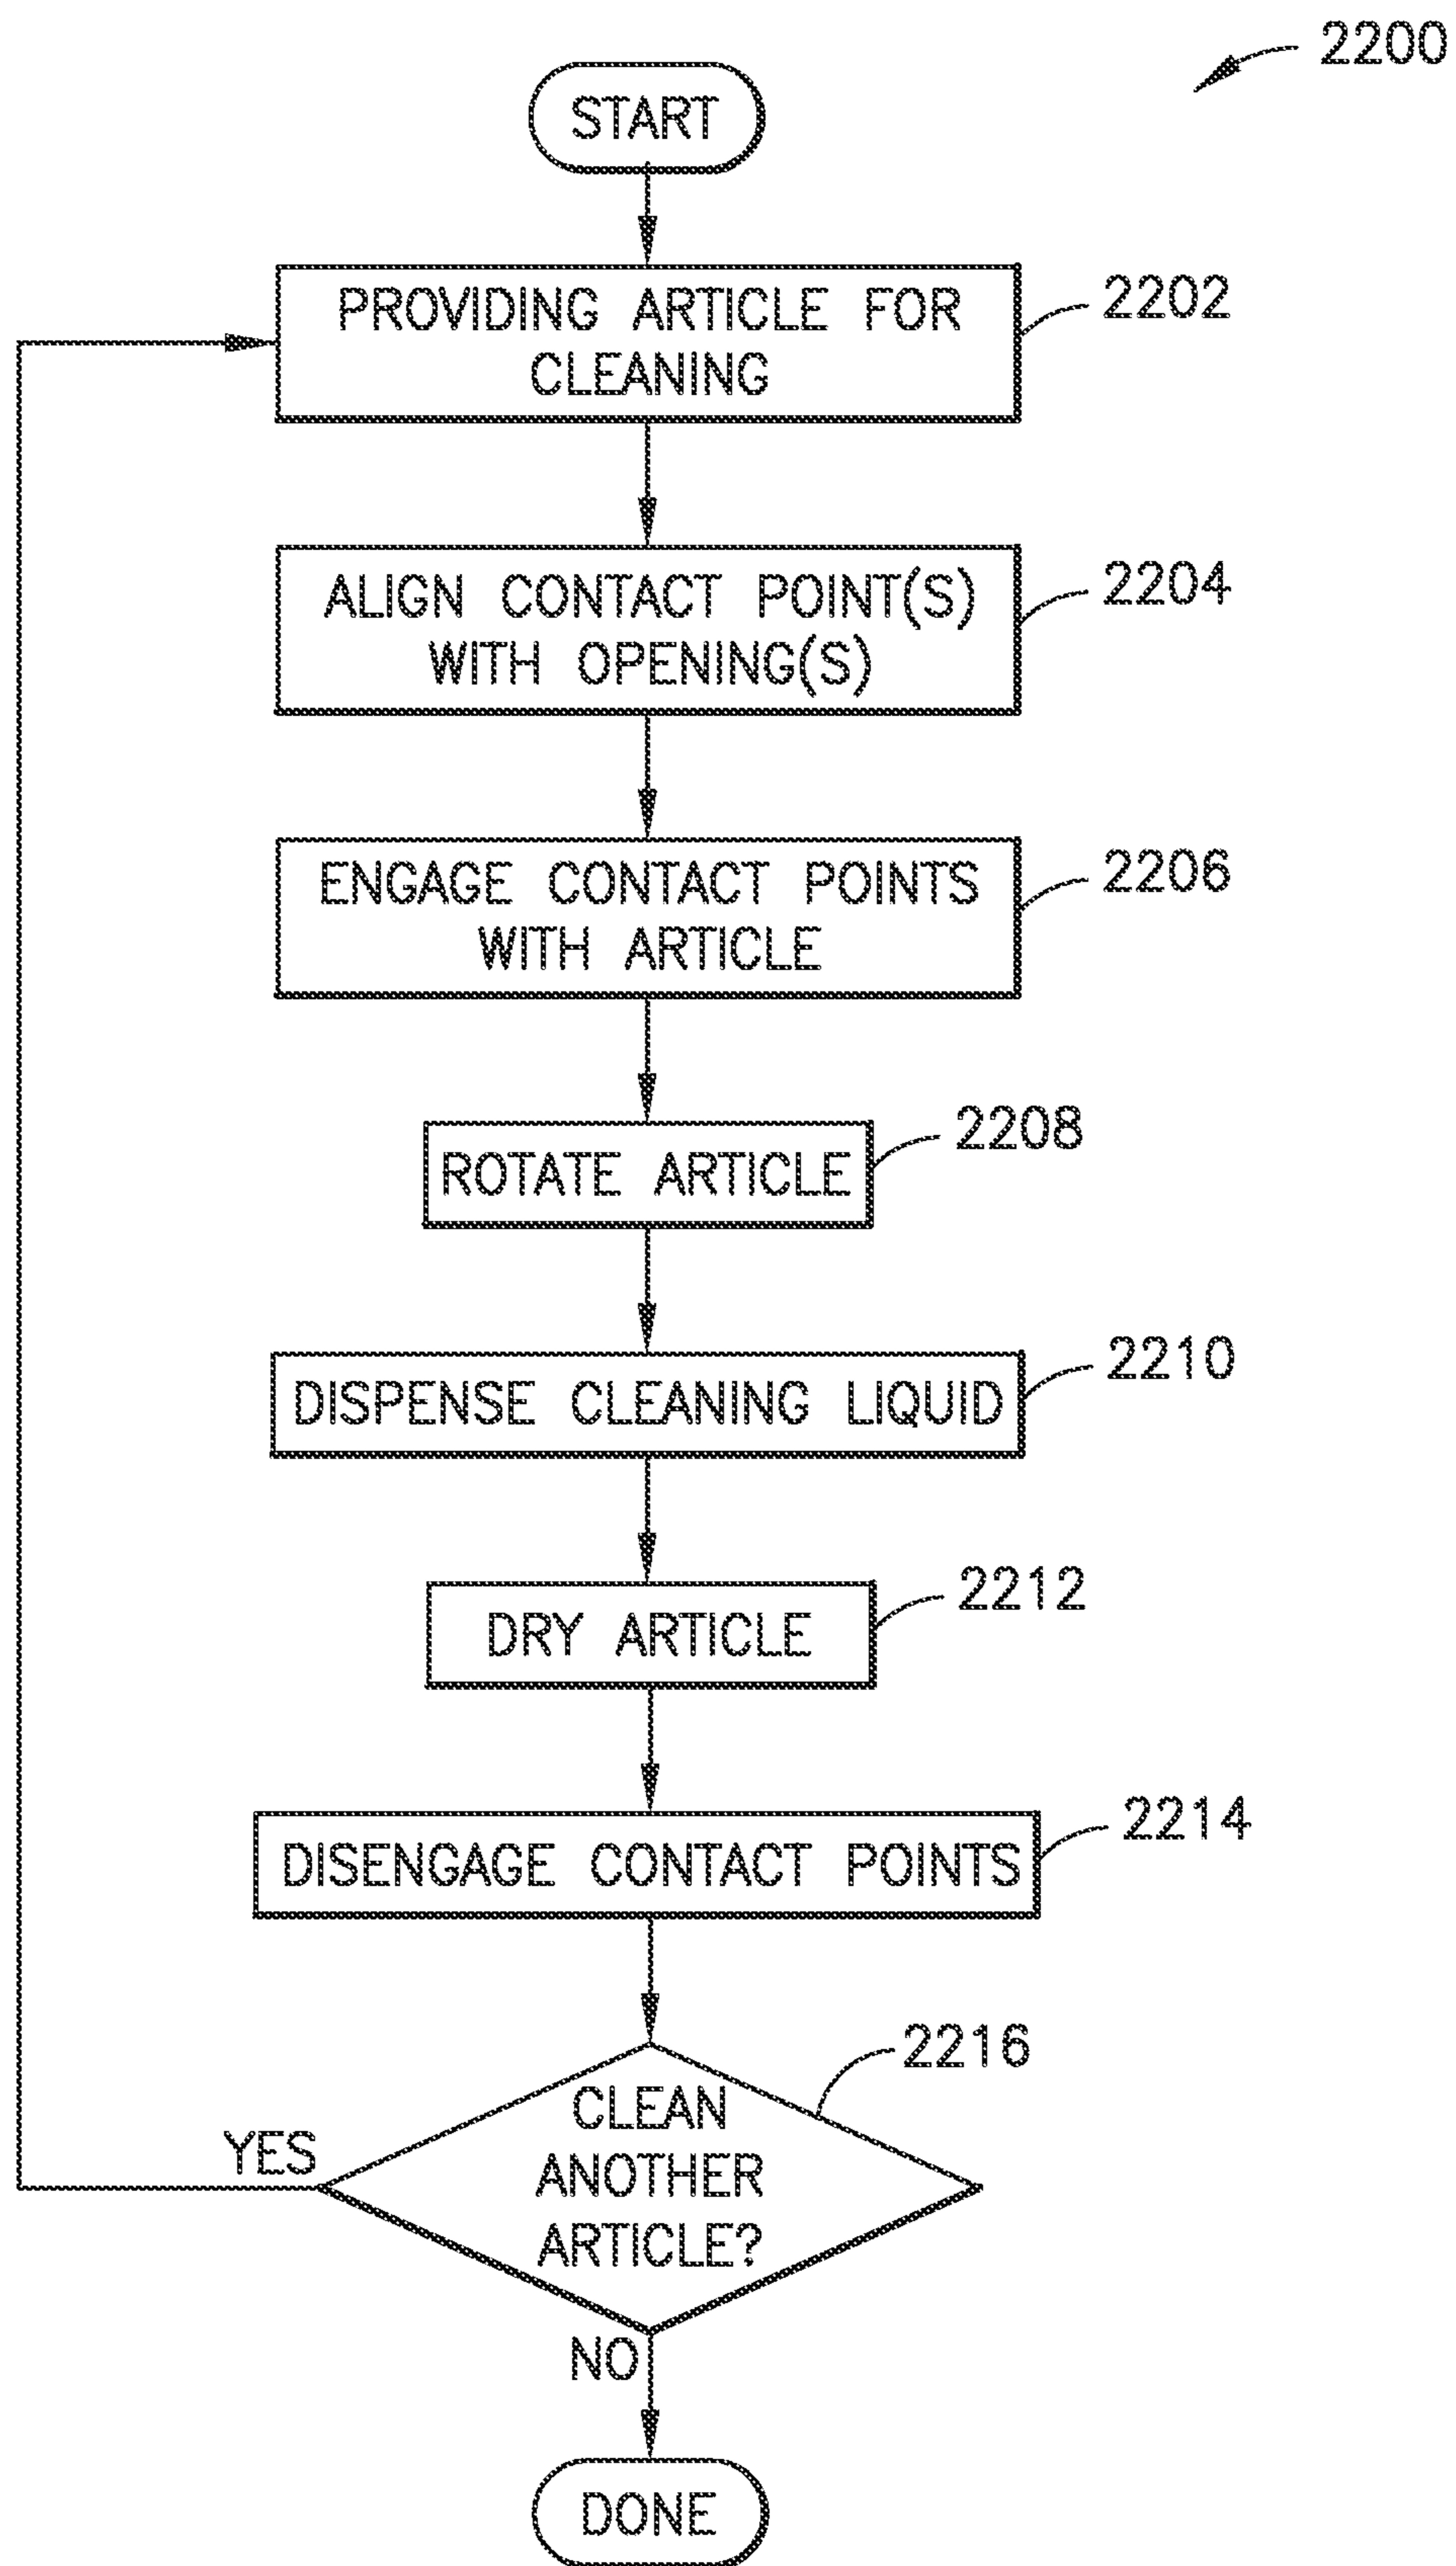 2200
START
PROVIDING ARTICLE FOR
CLEANING
2202
ALIGN CONTACT POINT(S)
WITH OPENING(S)
2204
ENGAGE CONTACT POINTS
WITH ARTICLE
2206
ROTATE ARTICLE
2208
DISPENSE CLEANING LIQUID
2210
DRY ARTICLE
2212
DISENGAGE CONTACT POINTS
2214
CLEAN
ANOTHER
ARTICLE?
2216
YES
NO
DONE